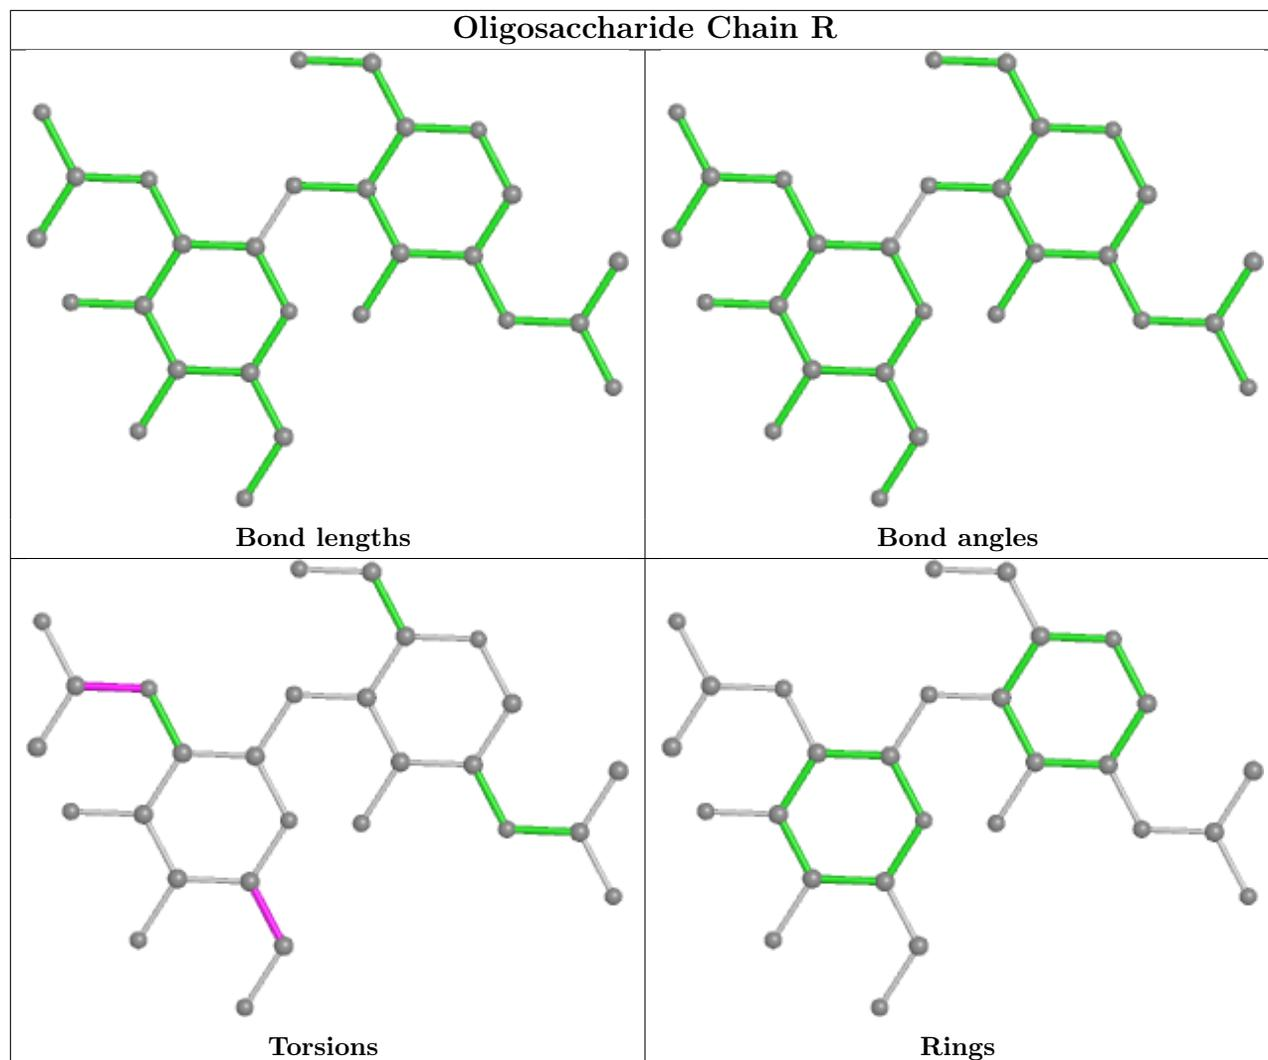 Oligosaccharide Chain R
Bond lengths
Bond angles
Torsions
Rings